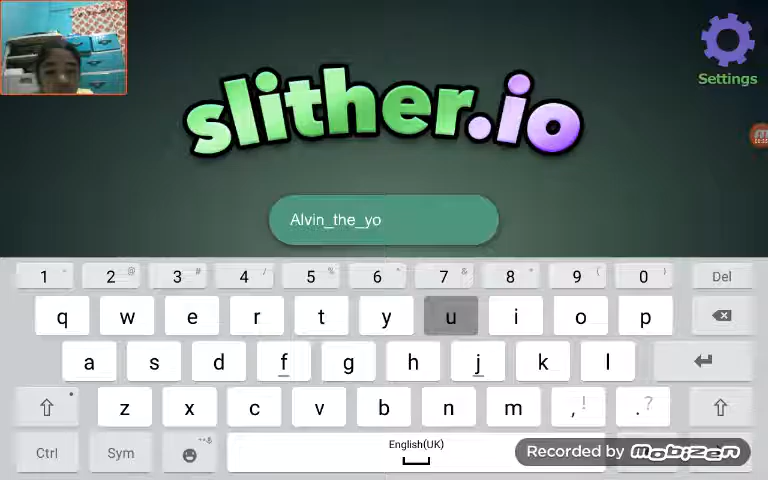 slither.io
Settings
Alvin_the_yo
1 2 @ 3 # 4 / 5 % 6 ^ 7 & 8 * 9 ( 0 ) Del
q w e r t y u i o p
a s d f g h j k l
z x c v b n m , ! . ?
Ctrl Sym English(UK)
Recorded by mobizen